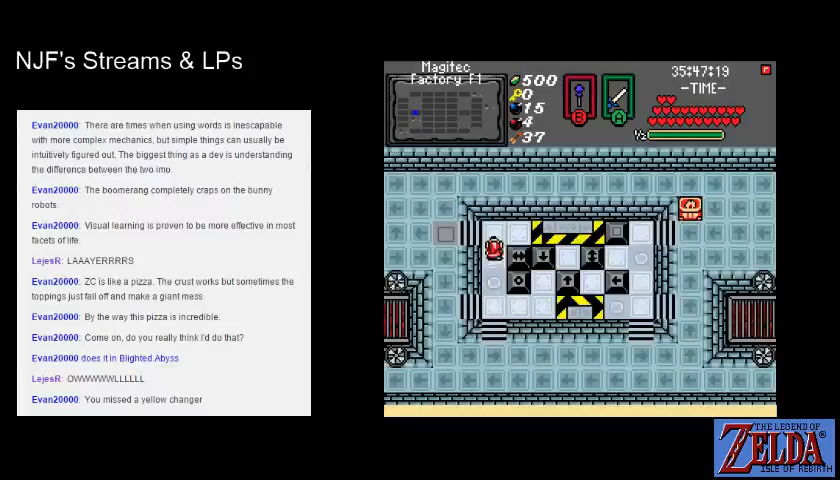 NJF's Streams & LPs
Evan20000: There are times when using words is inescapable
with more complex mechanics, but simple things can usually be
intuitively figured out. The biggest thing as a dev is understanding
the difference between the two imo.
Evan20000: The boomerang completely craps on the bunny
robots.
Evan20000: Visual learning is proven to be more effective in most
facets of life.
LejesR: LAAAYERRRRS
Evan20000: ZC is like a pizza. The crust works but sometimes the
toppings just fall off and make a giant mess
Evan20000: By the way this pizza is incredible.
Evan20000: Come on, do you really think I'd do that?
Evan20000 does it in Blighted Abyss
LejesR: OWWWWWLLLLLL
Evan20000: You missed a yellow changer
Magitec
Factory F1
500
0
15
4
37
B
A
35:47:19
-TIME-
1/2
THE LEGEND OF
ZELDA®
ISLE OF REBIRTH